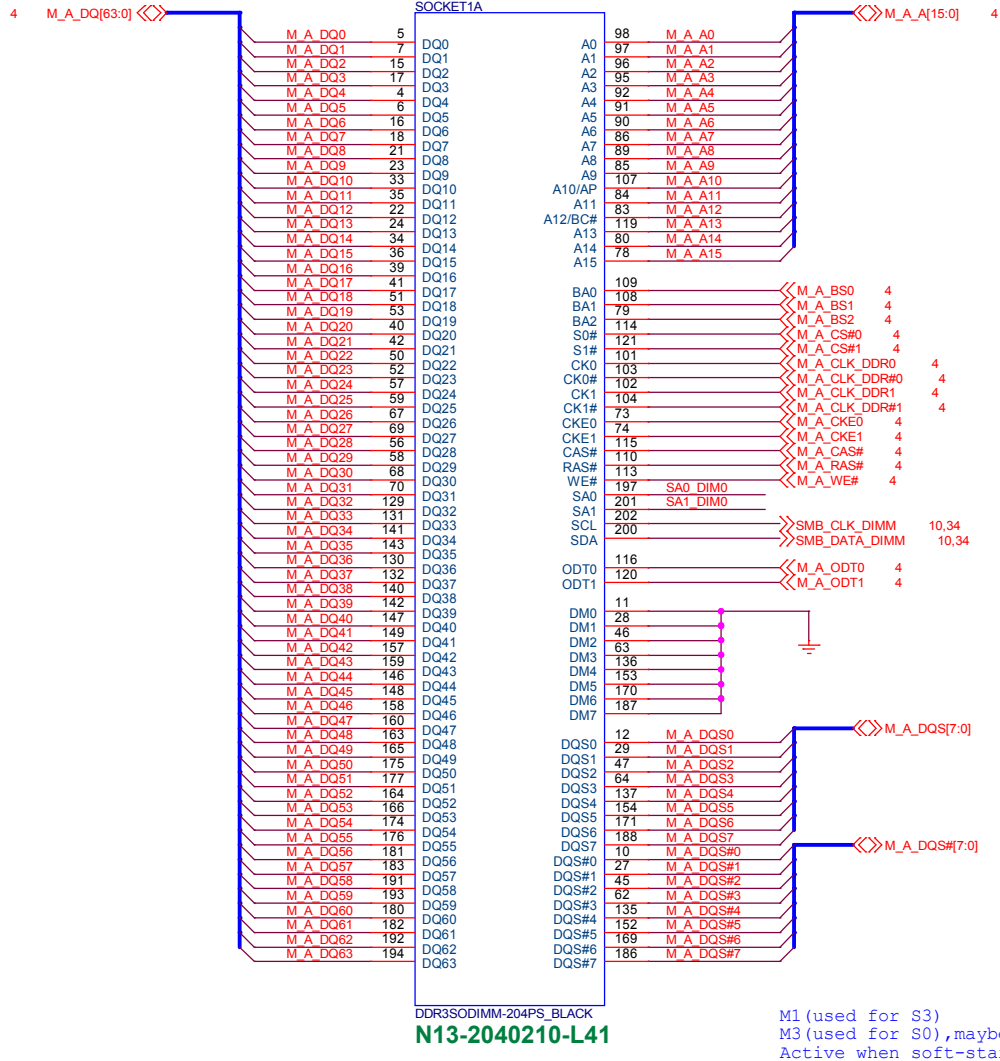 SOCKET1A
4 M_A_DQ[63:0]
M_A_A[15:0] 4
M_A_DQ0 5 DQ0
M_A_DQ1 7 DQ1
M_A_DQ2 15 DQ2
M_A_DQ3 17 DQ3
M_A_DQ4 4 DQ4
M_A_DQ5 6 DQ5
M_A_DQ6 16 DQ6
M_A_DQ7 18 DQ7
M_A_DQ8 21 DQ8
M_A_DQ9 23 DQ9
M_A_DQ10 33 DQ10
M_A_DQ11 35 DQ11
M_A_DQ12 22 DQ12
M_A_DQ13 24 DQ13
M_A_DQ14 34 DQ14
M_A_DQ15 36 DQ15
M_A_DQ16 39 DQ16
M_A_DQ17 41 DQ17
M_A_DQ18 51 DQ18
M_A_DQ19 53 DQ19
M_A_DQ20 40 DQ20
M_A_DQ21 42 DQ21
M_A_DQ22 50 DQ22
M_A_DQ23 52 DQ23
M_A_DQ24 57 DQ24
M_A_DQ25 59 DQ25
M_A_DQ26 67 DQ26
M_A_DQ27 69 DQ27
M_A_DQ28 56 DQ28
M_A_DQ29 58 DQ29
M_A_DQ30 68 DQ30
M_A_DQ31 70 DQ31
M_A_DQ32 129 DQ32
M_A_DQ33 131 DQ33
M_A_DQ34 141 DQ34
M_A_DQ35 143 DQ35
M_A_DQ36 130 DQ36
M_A_DQ37 132 DQ37
M_A_DQ38 140 DQ38
M_A_DQ39 142 DQ39
M_A_DQ40 147 DQ40
M_A_DQ41 149 DQ41
M_A_DQ42 157 DQ42
M_A_DQ43 159 DQ43
M_A_DQ44 146 DQ44
M_A_DQ45 148 DQ45
M_A_DQ46 158 DQ46
M_A_DQ47 160 DQ47
M_A_DQ48 163 DQ48
M_A_DQ49 165 DQ49
M_A_DQ50 175 DQ50
M_A_DQ51 177 DQ51
M_A_DQ52 164 DQ52
M_A_DQ53 166 DQ53
M_A_DQ54 174 DQ54
M_A_DQ55 176 DQ55
M_A_DQ56 181 DQ56
M_A_DQ57 183 DQ57
M_A_DQ58 191 DQ58
M_A_DQ59 193 DQ59
M_A_DQ60 180 DQ60
M_A_DQ61 182 DQ61
M_A_DQ62 192 DQ62
M_A_DQ63 194 DQ63
A0 98 M_A_A0
A1 97 M_A_A1
A2 96 M_A_A2
A3 95 M_A_A3
A4 92 M_A_A4
A5 91 M_A_A5
A6 90 M_A_A6
A7 86 M_A_A7
A8 89 M_A_A8
A9 85 M_A_A9
A10/AP 107 M_A_A10
A11 84 M_A_A11
A12/BC# 83 M_A_A12
A13 119 M_A_A13
A14 80 M_A_A14
A15 78 M_A_A15
BA0 109 M_A_BS0 4
BA1 108 M_A_BS1 4
BA2 79 M_A_BS2 4
S0# 114 M_A_CS#0 4
S1# 121 M_A_CS#1 4
CK0 101 M_A_CLK_DDR0 4
CK0# 103 M_A_CLK_DDR#0 4
CK1 102 M_A_CLK_DDR1 4
CK1# 104 M_A_CLK_DDR#1 4
CKE0 73 M_A_CKE0 4
CKE1 74 M_A_CKE1 4
CAS# 115 M_A_CAS# 4
RAS# 110 M_A_RAS# 4
WE# 113 M_A_WE# 4
SA0 197 SA0_DIM0
SA1 201 SA1_DIM0
SCL 202 SMB_CLK_DIMM 10,34
SDA 200 SMB_DATA_DIMM 10,34
ODT0 116 M_A_ODT0 4
ODT1 120 M_A_ODT1 4
DM0 11
DM1 28
DM2 46
DM3 63
DM4 136
DM5 153
DM6 170
DM7 187
M_A_DQS[7:0]
DQS0 12 M_A_DQS0
DQS1 29 M_A_DQS1
DQS2 47 M_A_DQS2
DQS3 64 M_A_DQS3
DQS4 137 M_A_DQS4
DQS5 154 M_A_DQS5
DQS6 171 M_A_DQS6
DQS7 188 M_A_DQS7
M_A_DQS#[7:0]
DQS#0 10 M_A_DQS#0
DQS#1 27 M_A_DQS#1
DQS#2 45 M_A_DQS#2
DQS#3 62 M_A_DQS#3
DQS#4 135 M_A_DQS#4
DQS#5 152 M_A_DQS#5
DQS#6 169 M_A_DQS#6
DQS#7 186 M_A_DQS#7
DDR3SODIMM-204PS_BLACK
N13-2040210-L41
M1(used for S3)
M3(used for S0),mayb
Active when soft-sta